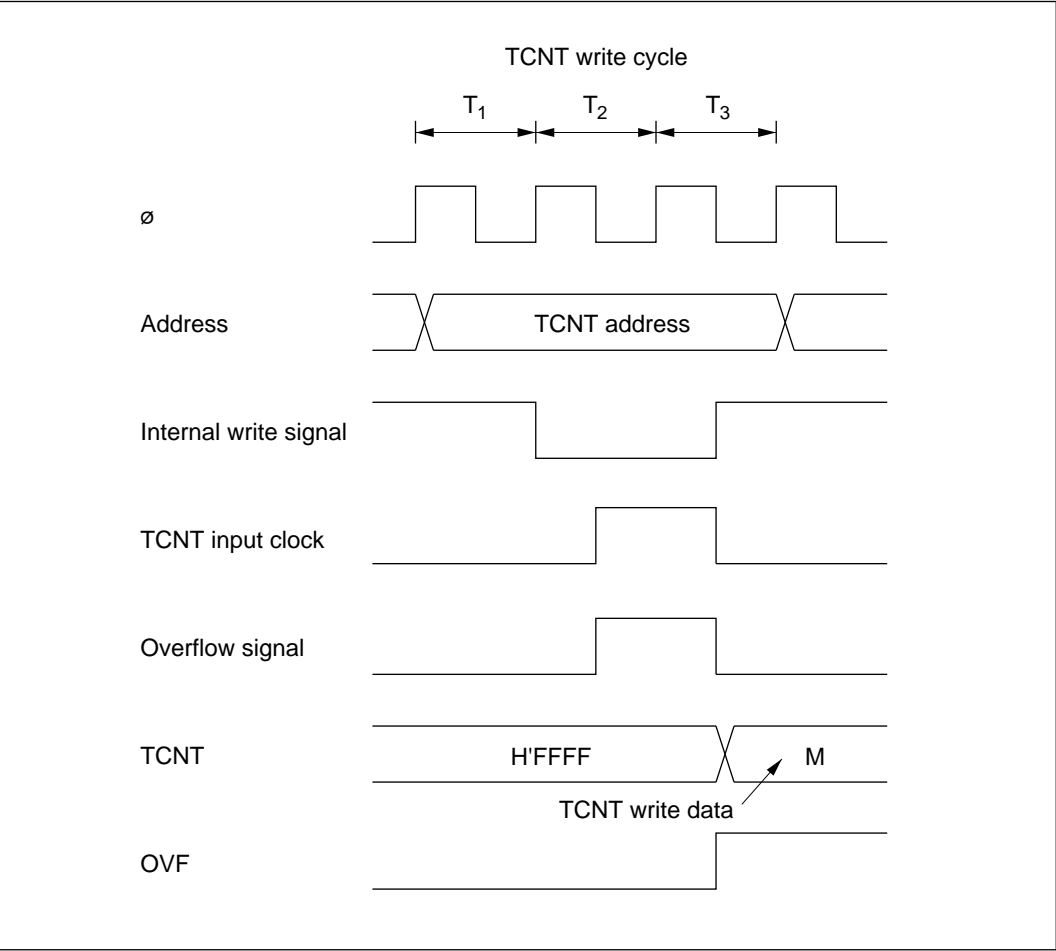 TCNT write cycle
T1 T2 T3
ø
Address
TCNT address
Internal write signal
TCNT input clock
Overflow signal
TCNT
H'FFFF
M
TCNT write data
OVF